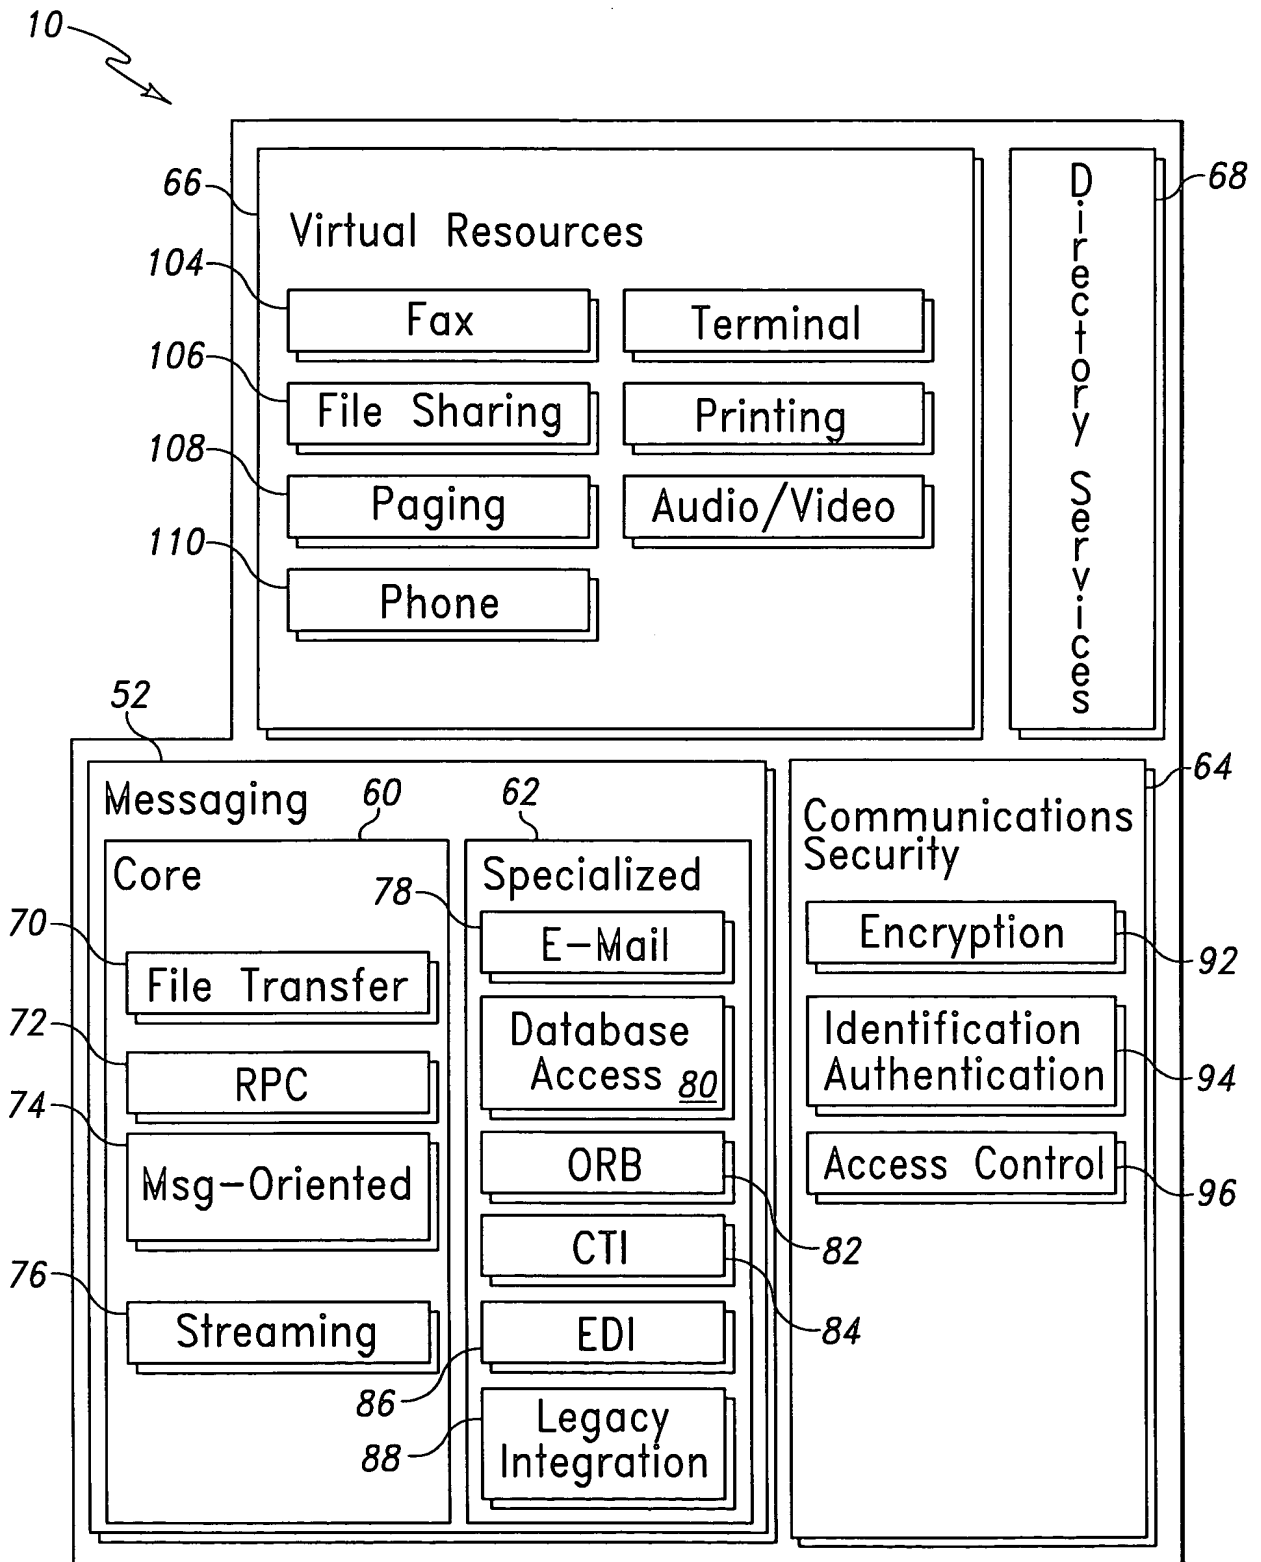 10
66
Virtual Resources
68
Directory Services
104
Fax
Terminal
106
File Sharing
Printing
108
Paging
Audio/Video
110
Phone
52
Messaging
60
Core
70
File Transfer
72
RPC
74
Msg-Oriented
76
Streaming
62
Specialized
78
E-Mail
Database
Access 80
ORB
82
CTI
84
EDI
86
Legacy
Integration
88
64
Communications
Security
Encryption
92
Identification
Authentication
94
Access Control
96